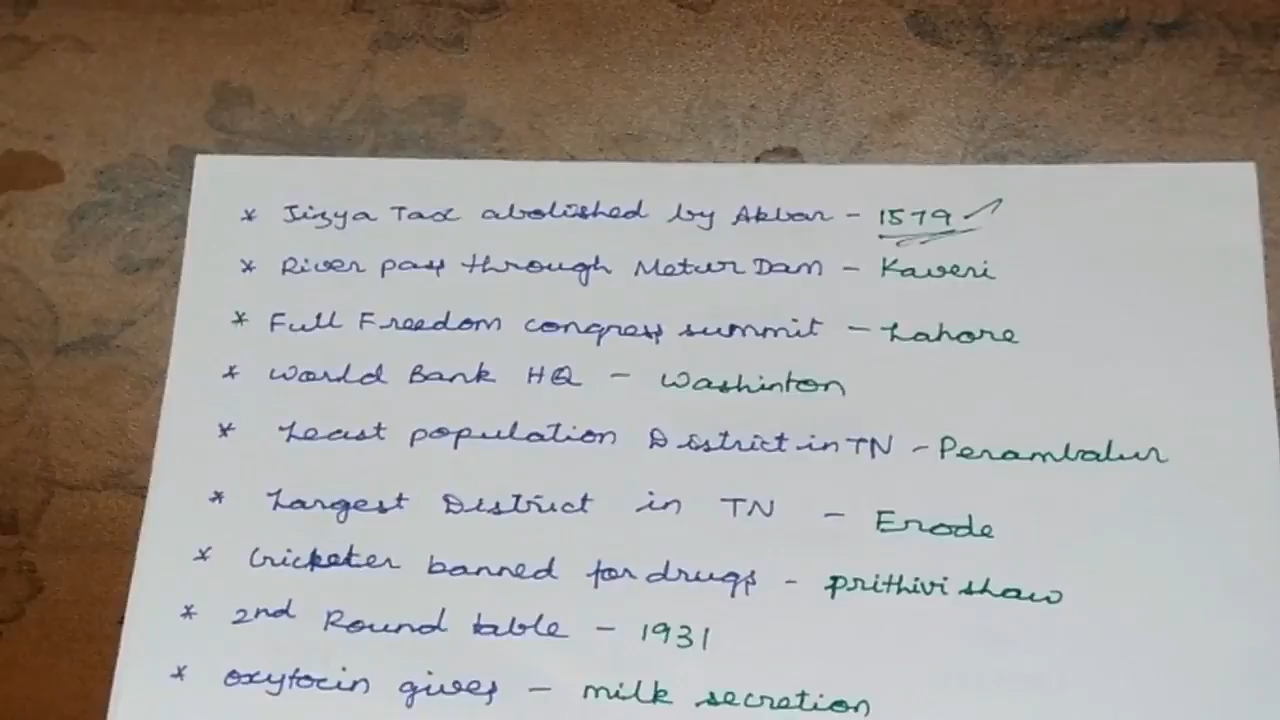 * Jizya Tax abolished by Akbar - 1579
* River pass through Metur Dam - Kaveri
* Full Freedom congress summit - Lahore
* World Bank HQ - Washinton
* Least population District in TN - Perambalur
* Largest District in TN - Erode
* Cricketer banned for drugs - prithivi shaw
* 2nd Round table - 1931
* oxytocin gives - milk secretion